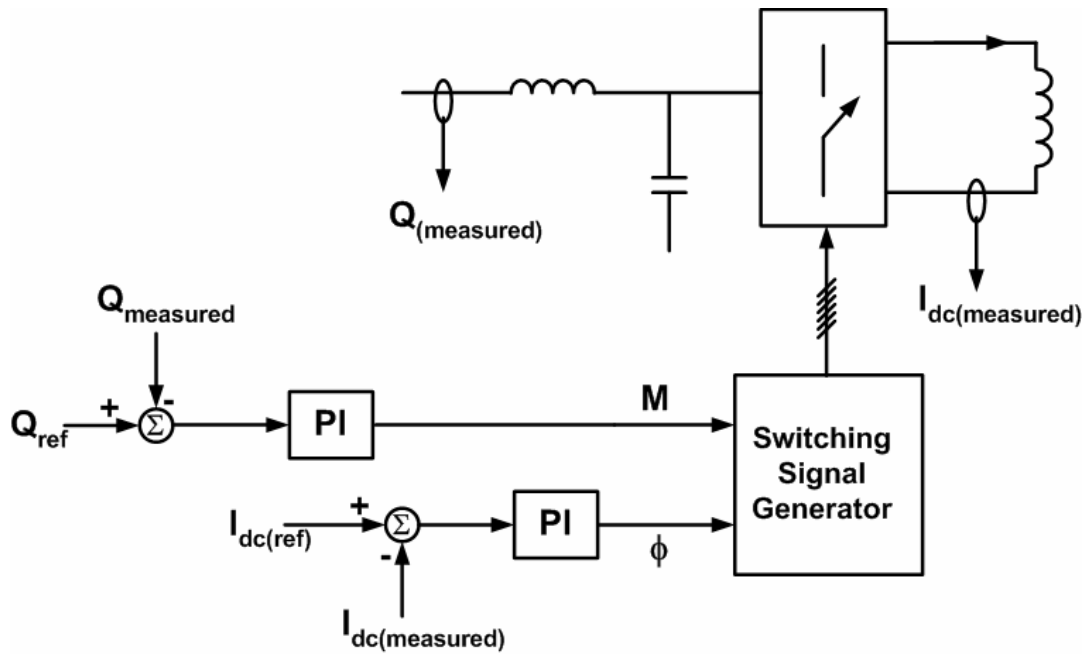 Q(measured)
Idc(measured)
Qmeasured
Qref
+
-
Σ
PI
M
Switching
Signal
Generator
Idc(ref)
+
-
Σ
PI
ϕ
Idc(measured)